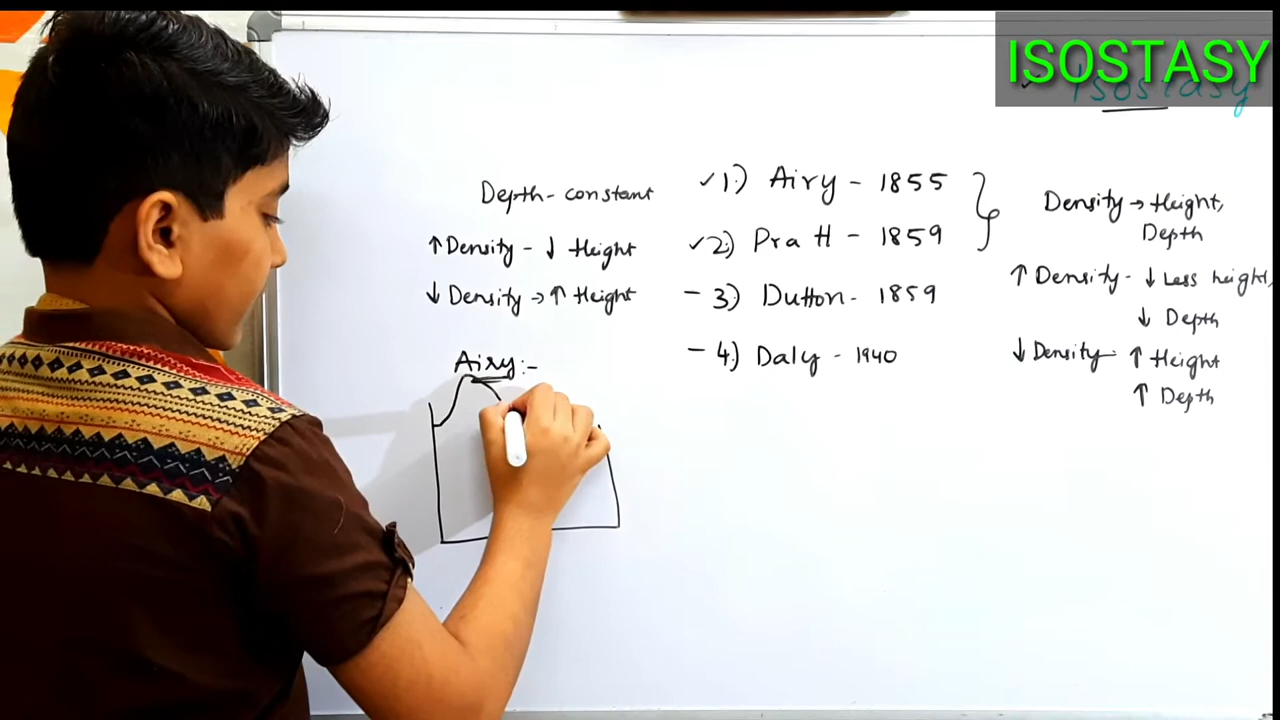 ISOSTASY
Isostasy
Depth - constant
↑ Density - ↓ Height
↓ Density → ↑ Height
✓ 1.) Airy - 1855
✓ 2.) Pratt - 1859
- 3.) Dutton - 1859
- 4.) Daly - 1940
Density → Height,
Depth
↑ Density - ↓ Less height,
↓ Depth
↓ Density - ↑ Height
↑ Depth
Airy :-